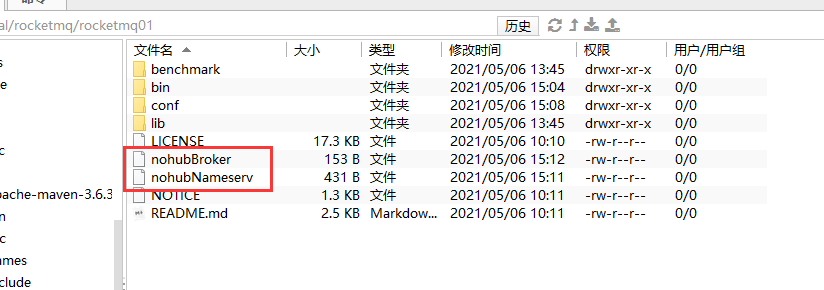 al/rocketmq/rocketmq01 历史
文件名 大小 类型 修改时间 权限 用户/用户组
benchmark 文件夹 2021/05/06 13:45 drwxr-xr-x 0/0
bin 文件夹 2021/05/06 15:04 drwxr-xr-x 0/0
conf 文件夹 2021/05/06 15:08 drwxr-xr-x 0/0
lib 文件夹 2021/05/06 13:45 drwxr-xr-x 0/0
LICENSE 17.3 KB 文件 2021/05/06 10:10 -rw-r--r-- 0/0
nohubBroker 153 B 文件 2021/05/06 15:12 -rw-r--r-- 0/0
nohubNameserv 431 B 文件 2021/05/06 15:11 -rw-r--r-- 0/0
pache-maven-3.6.3 NOTICE 1.3 KB 文件 2021/05/06 10:11 -rw-r--r-- 0/0
n README.md 2.5 KB Markdow... 2021/05/06 10:11 -rw-r--r-- 0/0
c
ames
clude